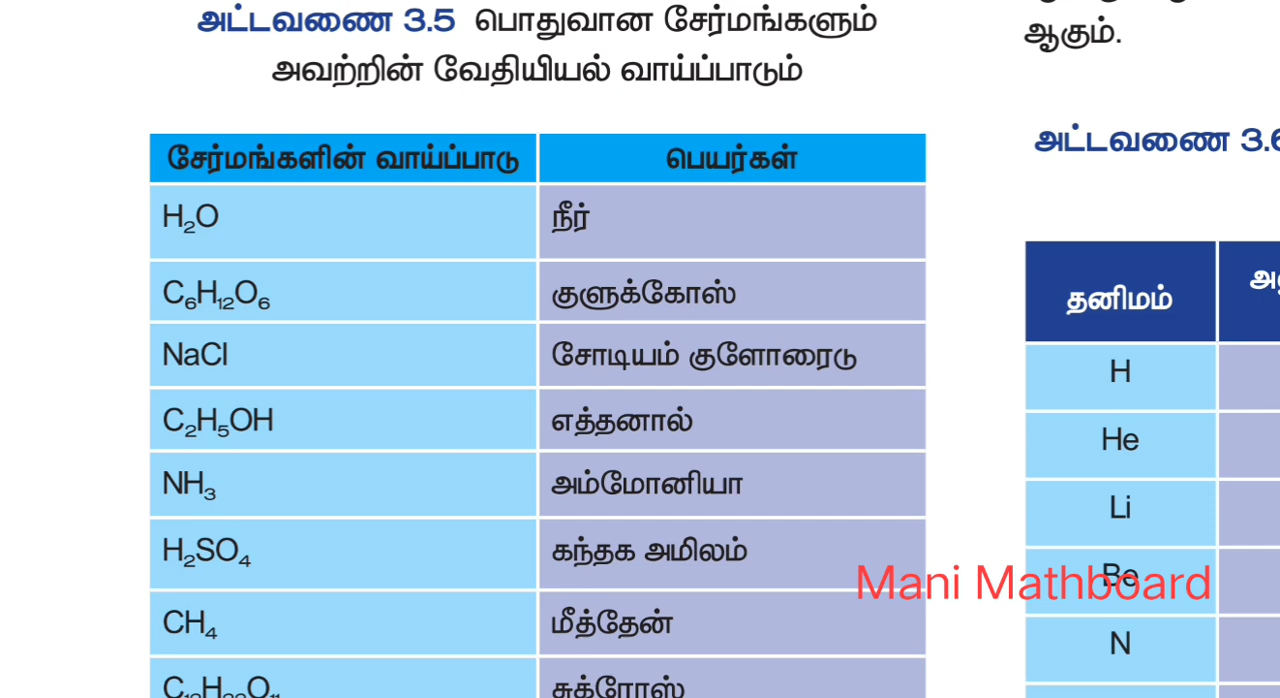 அட்டவணை 3.5 பொதுவான சேர்மங்களும்
அவற்றின் வேதியியல் வாய்ப்பாடும்
சேர்மங்களின் வாய்ப்பாடு பெயர்கள்
H₂O நீர்
C₆H₁₂O₆ குளுக்கோஸ்
NaCl சோடியம் குளோரைடு
C₂H₅OH எத்தனால்
NH₃ அம்மோனியா
H₂SO₄ கந்தக அமிலம்
CH₄ மீத்தேன்
C₁₂H₂₂O₁₁ சுக்ரோஸ்
ஆகும்.
அட்டவணை 3.6
தனிமம்
H
He
Li
Be
Mani Mathboard
N